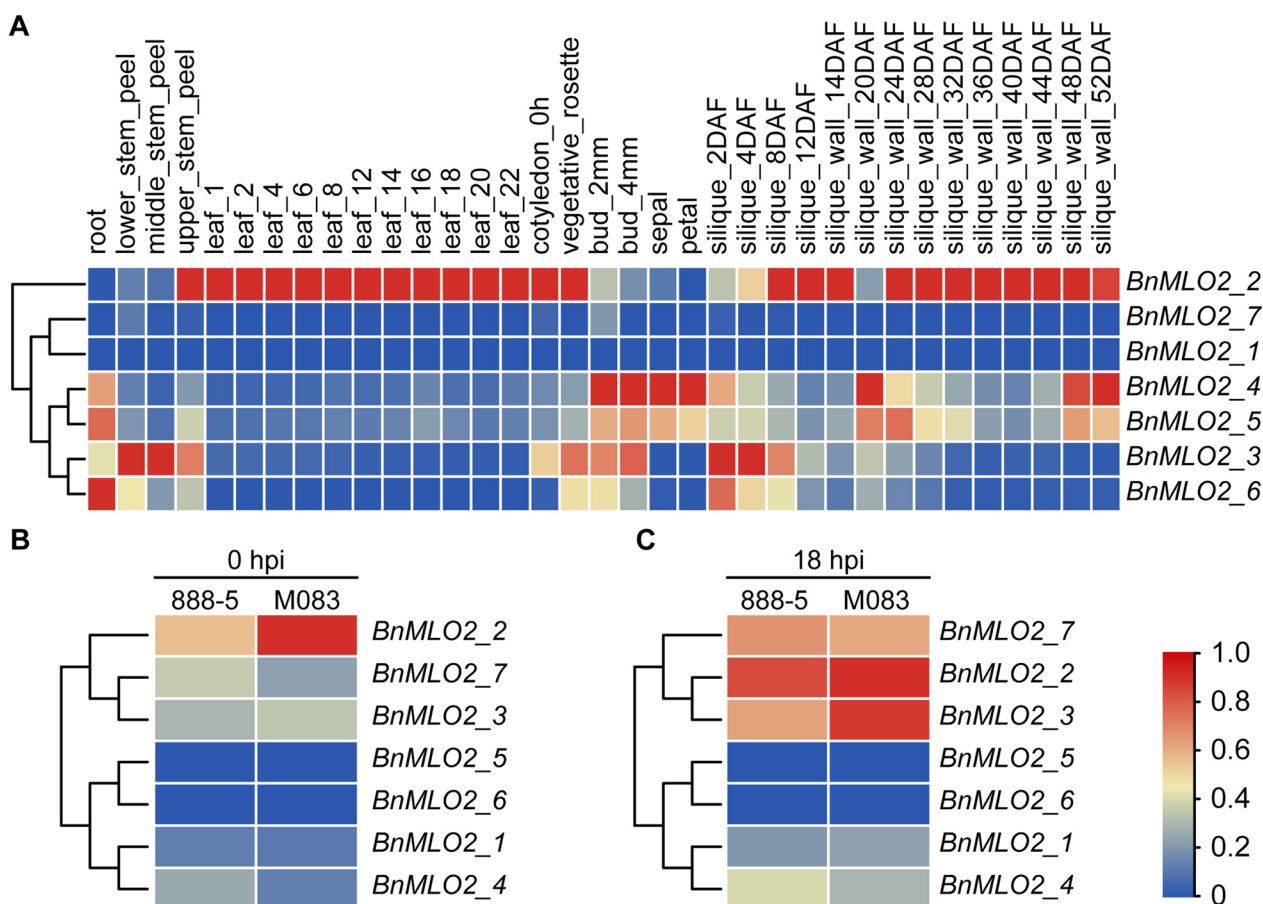 A
root
lower_stem_peel
middle_stem_peel
upper_stem_peel
leaf_1
leaf_2
leaf_4
leaf_6
leaf_8
leaf_12
leaf_14
leaf_16
leaf_18
leaf_20
leaf_22
cotyledon_0h
vegetative_rosette
bud_2mm
bud_4mm
sepal
petal
silique_2DAF
silique_4DAF
silique_8DAF
silique_12DAF
silique_wall_14DAF
silique_wall_20DAF
silique_wall_24DAF
silique_wall_28DAF
silique_wall_32DAF
silique_wall_36DAF
silique_wall_40DAF
silique_wall_44DAF
silique_wall_48DAF
silique_wall_52DAF
BnMLO2_2
BnMLO2_7
BnMLO2_1
BnMLO2_4
BnMLO2_5
BnMLO2_3
BnMLO2_6
B
0 hpi
888-5 M083
BnMLO2_2
BnMLO2_7
BnMLO2_3
BnMLO2_5
BnMLO2_6
BnMLO2_1
BnMLO2_4
C
18 hpi
888-5 M083
BnMLO2_7
BnMLO2_2
BnMLO2_3
BnMLO2_5
BnMLO2_6
BnMLO2_1
BnMLO2_4
1.0
0.8
0.6
0.4
0.2
0